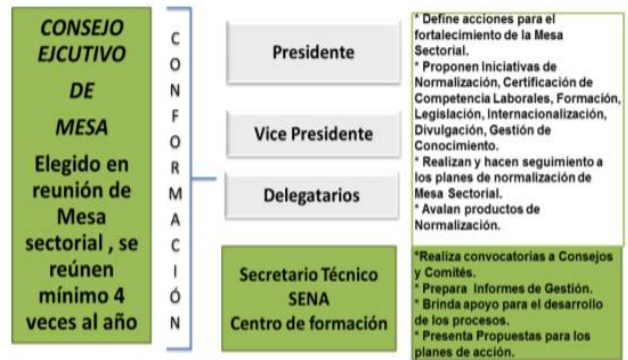 CONSEJO
EJCUTIVO
DE
MESA
Elegido en
reunión de
Mesa
sectorial , se
reúnen
mínimo 4
veces al año
C
O
N
F
O
R
M
A
C
I
Ó
N
Presidente
Vice Presidente
Delegatarios
Secretario Técnico
SENA
Centro de formación
* Define acciones para el
fortalecimiento de la Mesa
Sectorial.
* Proponen Iniciativas de
Normalización, Certificación de
Competencia Laborales, Formación,
Legislación, Internacionalización,
Divulgación, Gestión de
Conocimiento.
* Realizan y hacen seguimiento a
los planes de normalización de
Mesa Sectorial.
* Avalan productos de
Normalización.
*Realiza convocatorias a Consejos
y Comités.
* Prepara Informes de Gestión.
* Brinda apoyo para el desarrollo
de los procesos.
* Presenta Propuestas para los
planes de acción.